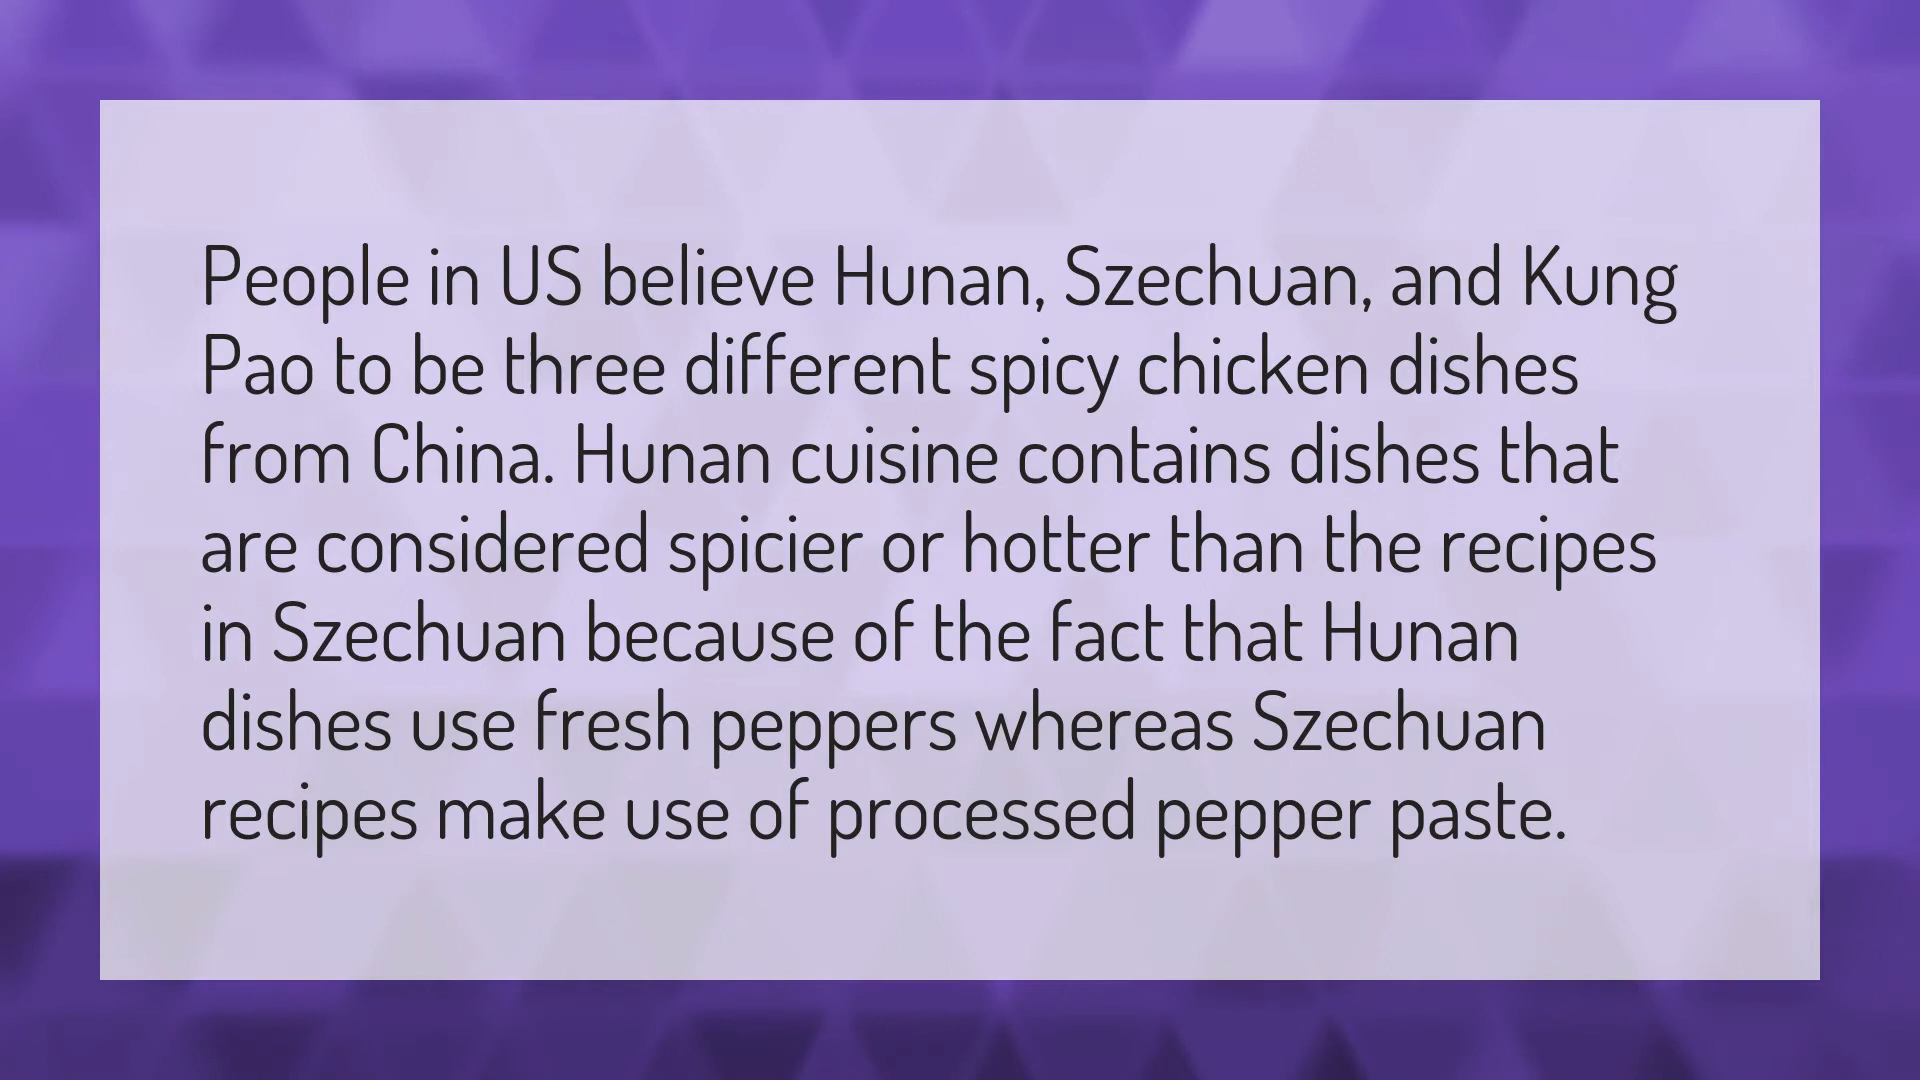 People in US believe Hunan, Szechuan, and Kung
Pao to be three different spicy chicken dishes
from China. Hunan cuisine contains dishes that
are considered spicier or hotter than the recipes
in Szechuan because of the fact that Hunan
dishes use fresh peppers whereas Szechuan
recipes make use of processed pepper paste.